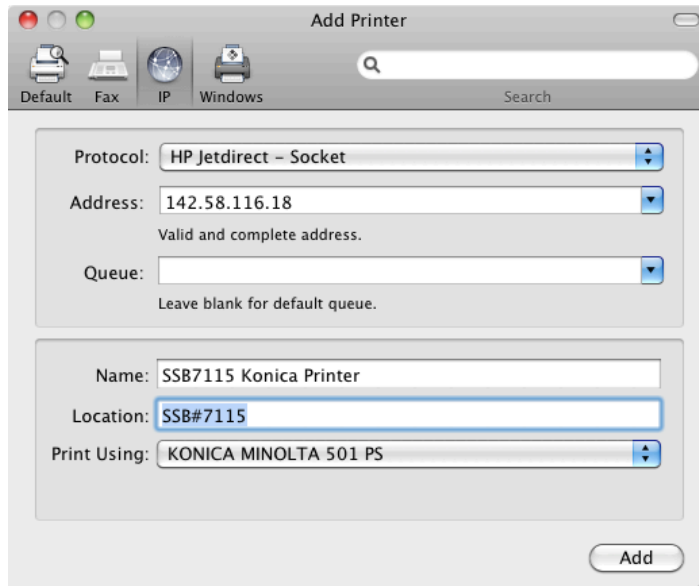 Add Printer
Default Fax IP Windows Search
Protocol: HP Jetdirect – Socket
Address: 142.58.116.18
Valid and complete address.
Queue:
Leave blank for default queue.
Name: SSB7115 Konica Printer
Location: SSB#7115
Print Using: KONICA MINOLTA 501 PS
Add